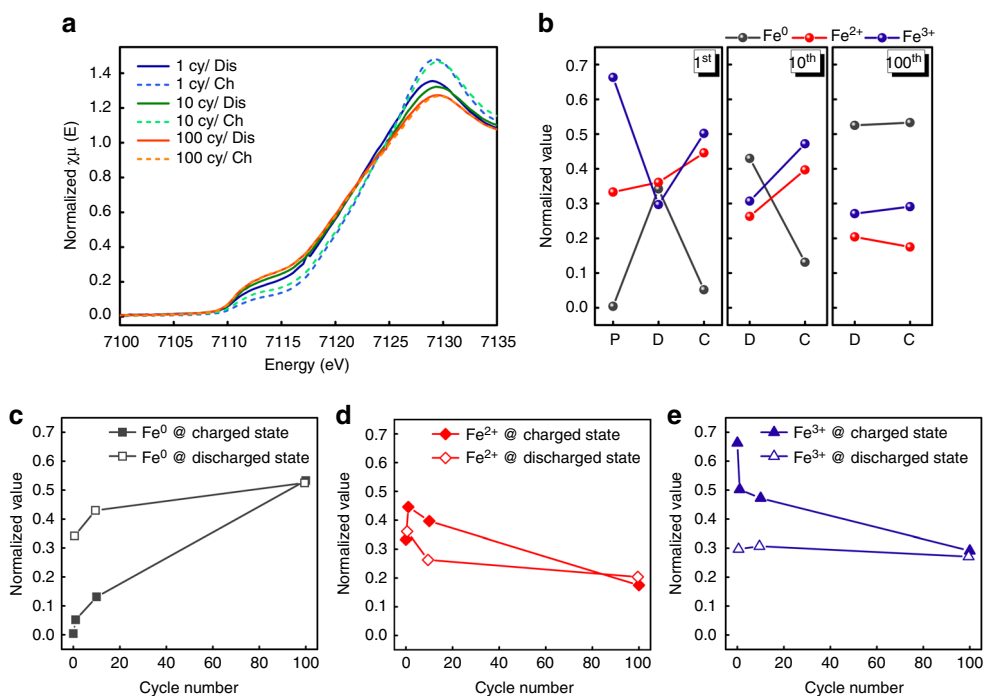 a
Normalized χμ (E)
1.4
1.2
1.0
0.8
0.6
0.4
0.2
0.0
1 cy/ Dis
1 cy/ Ch
10 cy/ Dis
10 cy/ Ch
100 cy/ Dis
100 cy/ Ch
7100 7105 7110 7115 7120 7125 7130 7135
Energy (eV)
b
Fe⁰ Fe²⁺ Fe³⁺
1st 10th 100th
Normalized value
0.7
0.6
0.5
0.4
0.3
0.2
0.1
0.0
P D C D C D C
c
Normalized value
0.7
0.6
0.5
0.4
0.3
0.2
0.1
0.0
Fe⁰ @ charged state
Fe⁰ @ discharged state
0 20 40 60 80 100
Cycle number
d
Normalized value
0.7
0.6
0.5
0.4
0.3
0.2
0.1
0.0
Fe²⁺ @ charged state
Fe²⁺ @ discharged state
0 20 40 60 80 100
Cycle number
e
Normalized value
0.7
0.6
0.5
0.4
0.3
0.2
0.1
0.0
Fe³⁺ @ charged state
Fe³⁺ @ discharged state
0 20 40 60 80 100
Cycle number